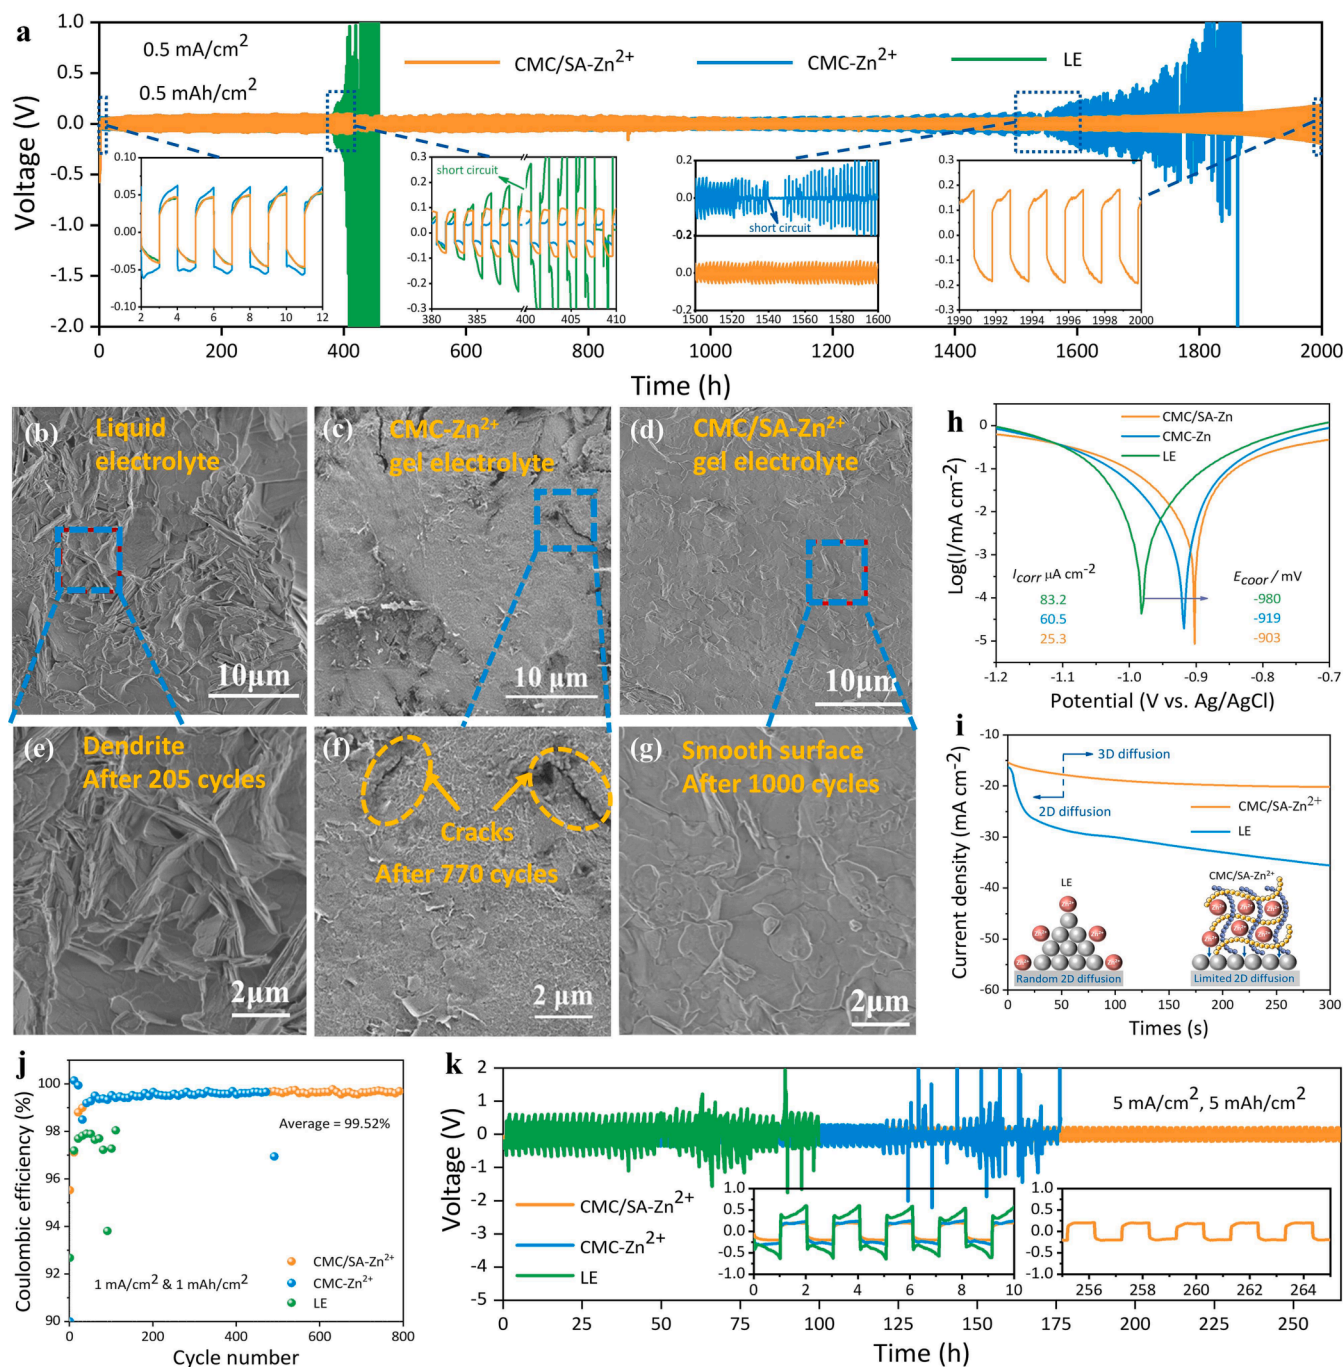 a
0.5 mA/cm²
0.5 mAh/cm²
CMC/SA-Zn²⁺
CMC-Zn²⁺
LE
Voltage (V)
1.0
0.5
0.0
-0.5
-1.0
-1.5
-2.0
0.10
0.05
0.00
-0.05
-0.10
2 4 6 8 10 12
0.3
0.2
0.1
0.0
-0.1
-0.2
-0.3
short circuit
380 385 400 405 410
0.2
0.0
-0.2
short circuit
0.0
-0.2
1500 1520 1540 1560 1580 1600
0.3
0.2
0.1
0.0
-0.1
-0.2
-0.3
1990 1992 1994 1996 1998 2000
0 200 400 600 800 1000 1200 1400 1600 1800 2000
Time (h)
(b) Liquid
electrolyte
10μm
(c) CMC-Zn²⁺
gel electrolyte
10 μm
(d) CMC/SA-Zn²⁺
gel electrolyte
10μm
(e) Dendrite
After 205 cycles
2μm
(f)
Cracks
After 770 cycles
2 μm
(g) Smooth surface
After 1000 cycles
2μm
h
CMC/SA-Zn
CMC-Zn
LE
Log(I/mA cm⁻²)
0
-1
-2
-3
-4
-5
I_corr μA cm⁻²
83.2
60.5
25.3
E_coor / mV
-980
-919
-903
-1.2 -1.1 -1.0 -0.9 -0.8 -0.7
Potential (V vs. Ag/AgCl)
i
Current density (mA cm⁻²)
-10
-20
-30
-40
-50
-60
3D diffusion
2D diffusion
CMC/SA-Zn²⁺
LE
LE
Zn²⁺
Random 2D diffusion
CMC/SA-Zn²⁺
Zn²⁺
Limited 2D diffusion
0 50 100 150 200 250 300
Times (s)
j
Coulombic efficiency (%)
100
98
96
94
92
90
Average = 99.52%
1 mA/cm² & 1 mAh/cm²
CMC/SA-Zn²⁺
CMC-Zn²⁺
LE
0 200 400 600 800
Cycle number
k
Voltage (V)
2
1
0
-1
-2
-3
-4
-5
5 mA/cm², 5 mAh/cm²
CMC/SA-Zn²⁺
CMC-Zn²⁺
LE
1.0
0.5
0.0
-0.5
-1.0
0 2 4 6 8 10
1.0
0.5
0.0
-0.5
-1.0
256 258 260 262 264
0 25 50 75 100 125 150 175 200 225 250
Time (h)